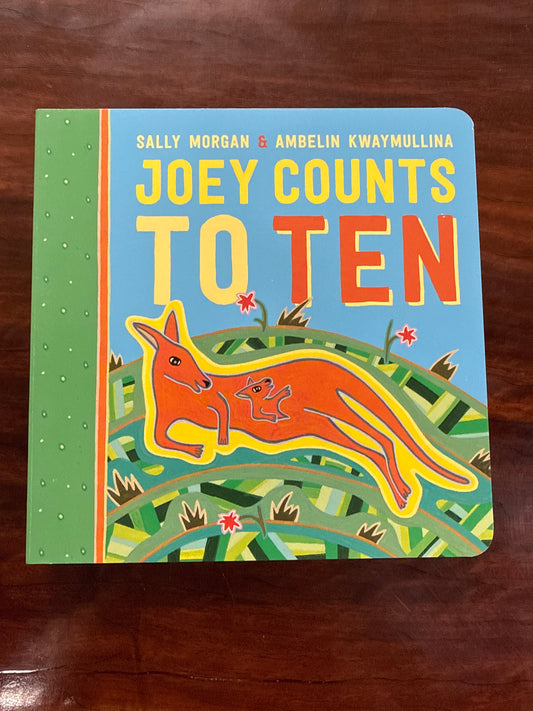 SALLY MORGAN & AMBELIN KWAYMULLINA
JOEY COUNTS
TO TEN